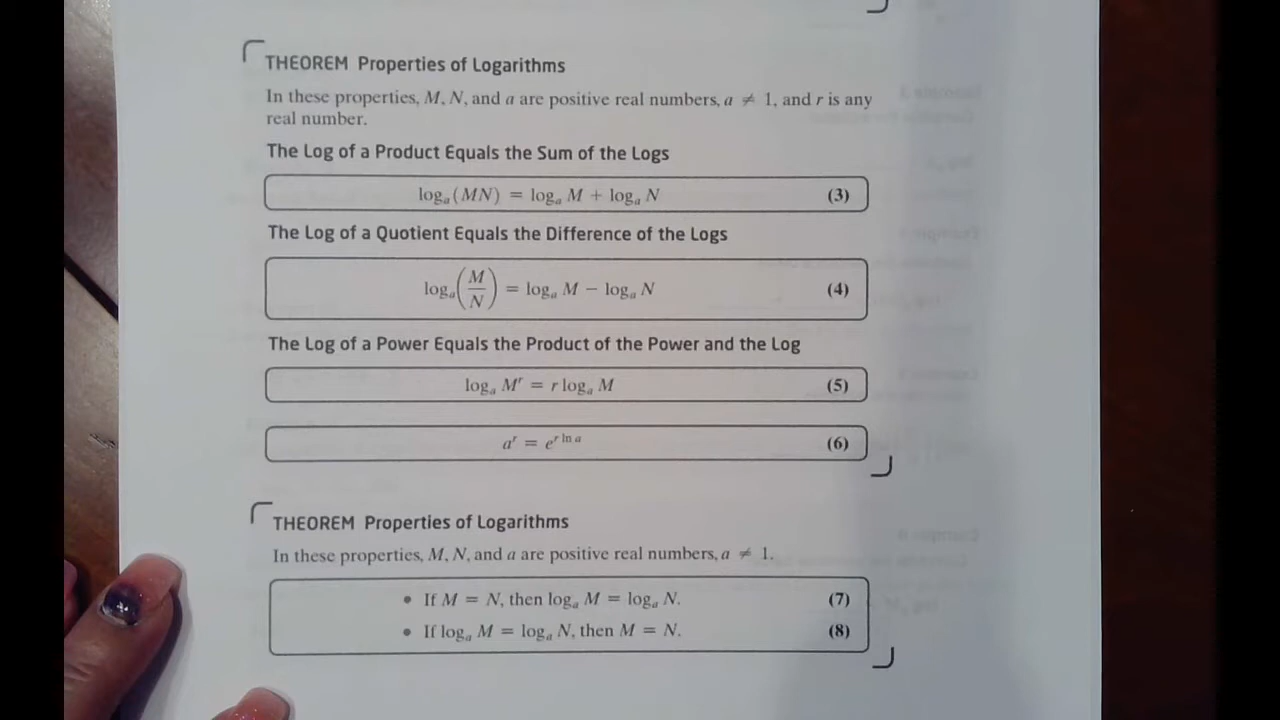 THEOREM Properties of Logarithms
In these properties, M, N, and a are positive real numbers, a ≠ 1, and r is any
real number.
The Log of a Product Equals the Sum of the Logs
logₐ(MN) = logₐ M + logₐ N (3)
The Log of a Quotient Equals the Difference of the Logs
logₐ(M/N) = logₐ M − logₐ N (4)
The Log of a Power Equals the Product of the Power and the Log
logₐ Mʳ = r logₐ M (5)
aʳ = e^(r ln a) (6)
THEOREM Properties of Logarithms
In these properties, M, N, and a are positive real numbers, a ≠ 1.
• If M = N, then logₐ M = logₐ N. (7)
• If logₐ M = logₐ N, then M = N. (8)